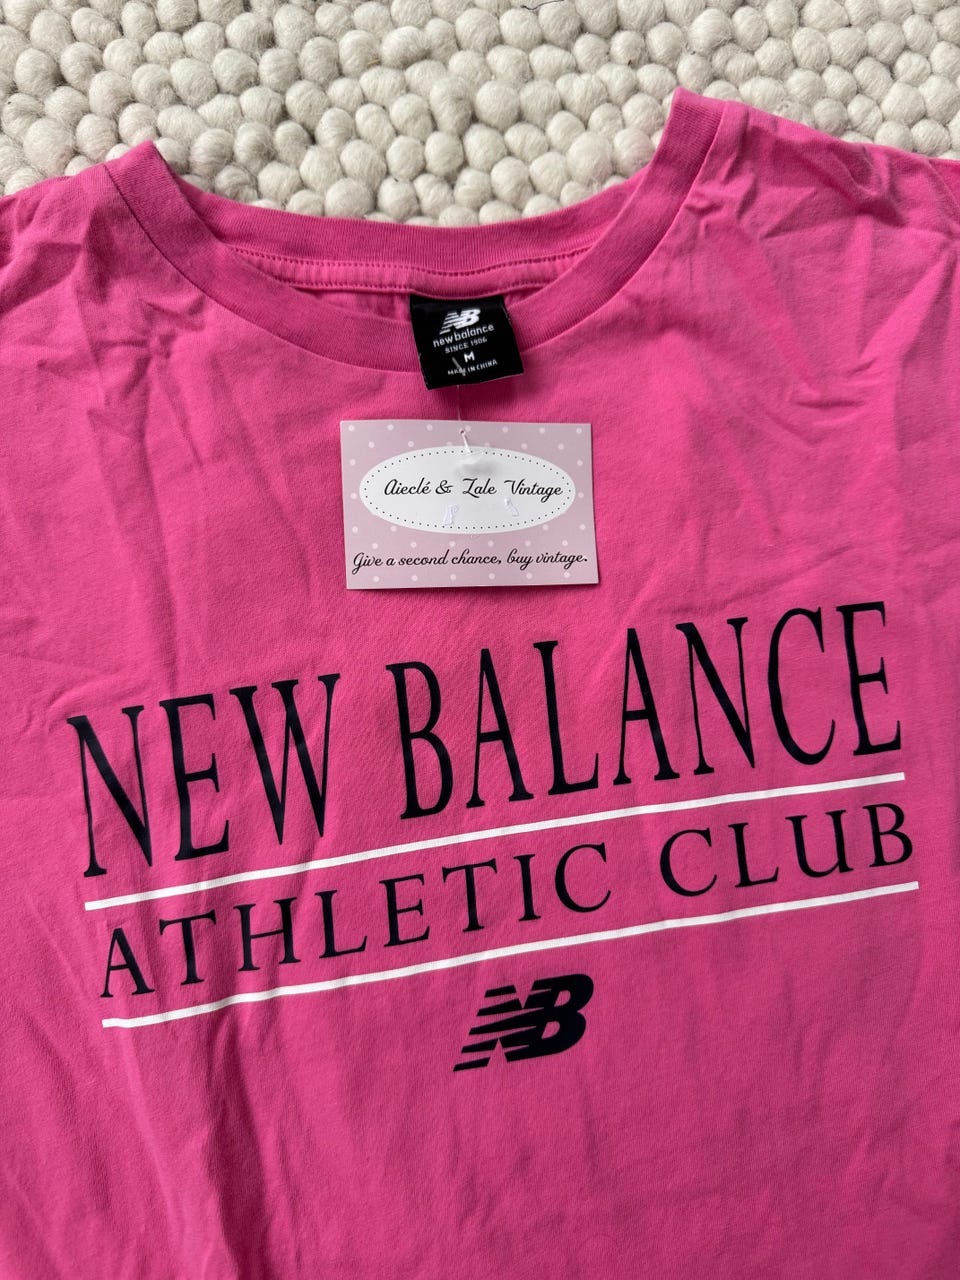 NB
new balance
SINCE 1906
M
MADE IN CHINA
Aieclé & Zale Vintage
Give a second chance, buy vintage.
NEW BALANCE
ATHLETIC CLUB
NB